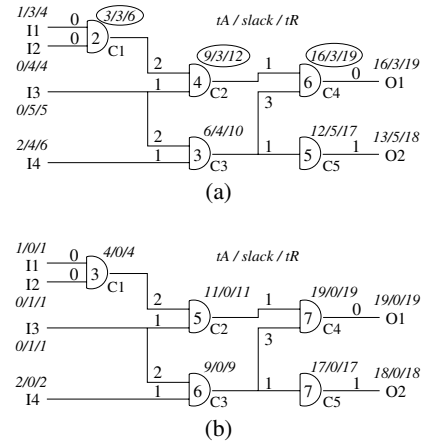 1/3/4 0 3/3/6 tA / slack / tR
I1 2
I2 0 C1 9/3/12 16/3/19
0/4/4 2 4 1 6 0 16/3/19
I3 1 C2 C4 O1
0/5/5 3
2/4/6 2 6/4/10 12/5/17 13/5/18
I4 1 3 C3 1 5 C5 1 O2
(a)
1/0/1 0 4/0/4 tA / slack / tR
I1 3
I2 0 C1 11/0/11 19/0/19
0/1/1 2 5 1 7 0 19/0/19
I3 1 C2 C4 O1
0/1/1 3
2/0/2 2 9/0/9 17/0/17 18/0/18
I4 1 6 C3 1 7 C5 1 O2
(b)